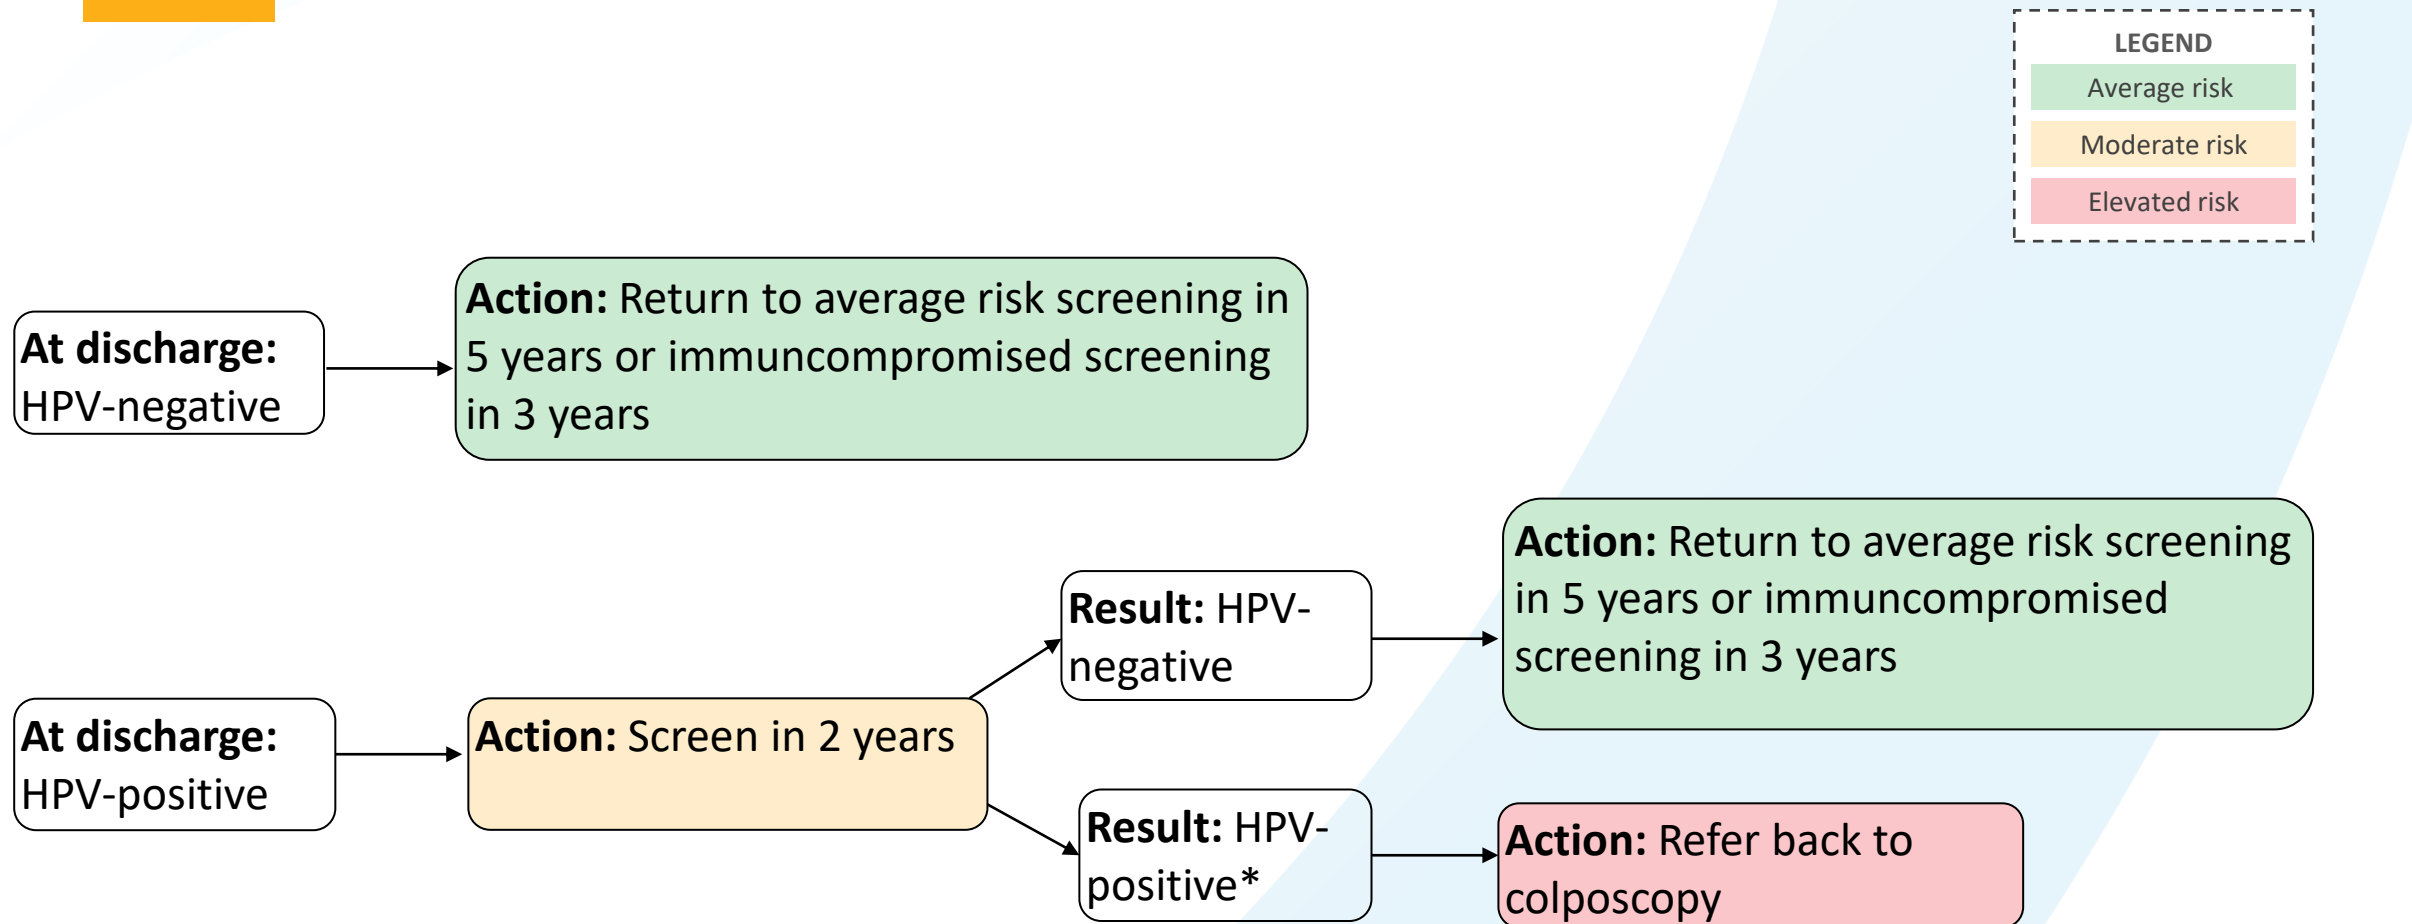 LEGEND
Average risk
Moderate risk
Elevated risk
At discharge:
HPV-negative
Action: Return to average risk screening in
5 years or immuncompromised screening
in 3 years
At discharge:
HPV-positive
Action: Screen in 2 years
Result: HPV-
negative
Action: Return to average risk screening
in 5 years or immuncompromised
screening in 3 years
Result: HPV-
positive*
Action: Refer back to
colposcopy